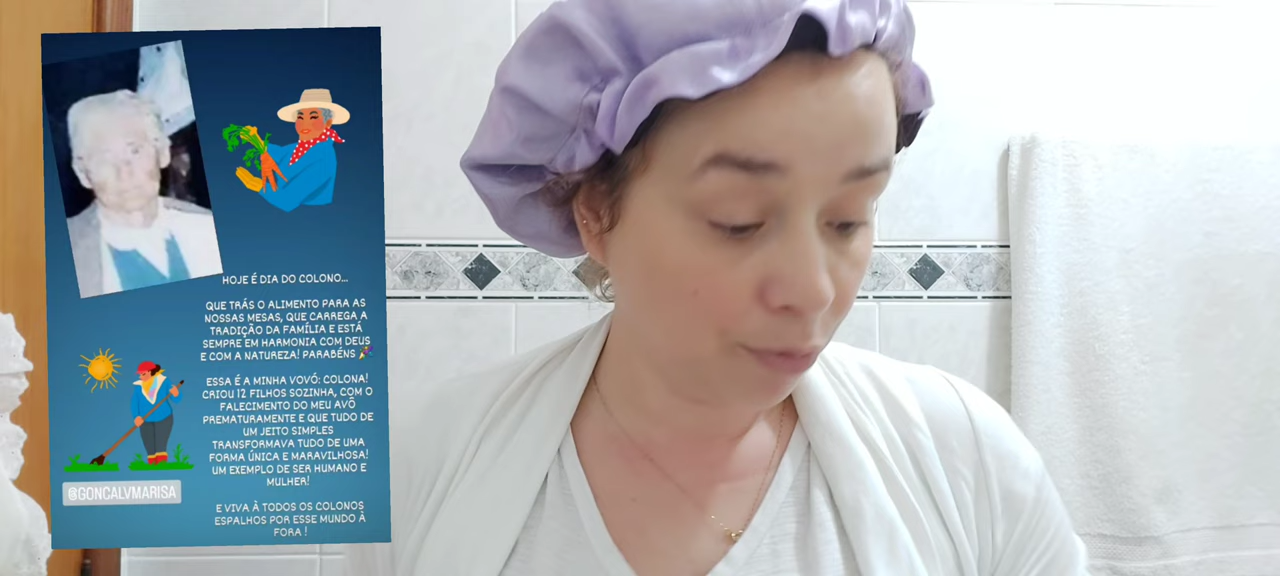 HOJE É DIA DO COLONO...
QUE TRÁS O ALIMENTO PARA AS
NOSSAS MESAS, QUE CARREGA A
TRADIÇÃO DA FAMÍLIA E ESTÁ
SEMPRE EM HARMONIA COM DEUS
E COM A NATUREZA! PARABÉNS 🎉
ESSA É A MINHA VOVÓ: COLONA!
CRIOU 12 FILHOS SOZINHA, COM O
FALECIMENTO DO MEU AVÔ
PREMATURAMENTE E QUE TUDO DE
UM JEITO SIMPLES
TRANSFORMAVA TUDO DE UMA
FORMA ÚNICA E MARAVILHOSA!
UM EXEMPLO DE SER HUMANO E
MULHER!
@GONCALVMARISA
E VIVA À TODOS OS COLONOS
ESPALHOS POR ESSE MUNDO À
FORA !